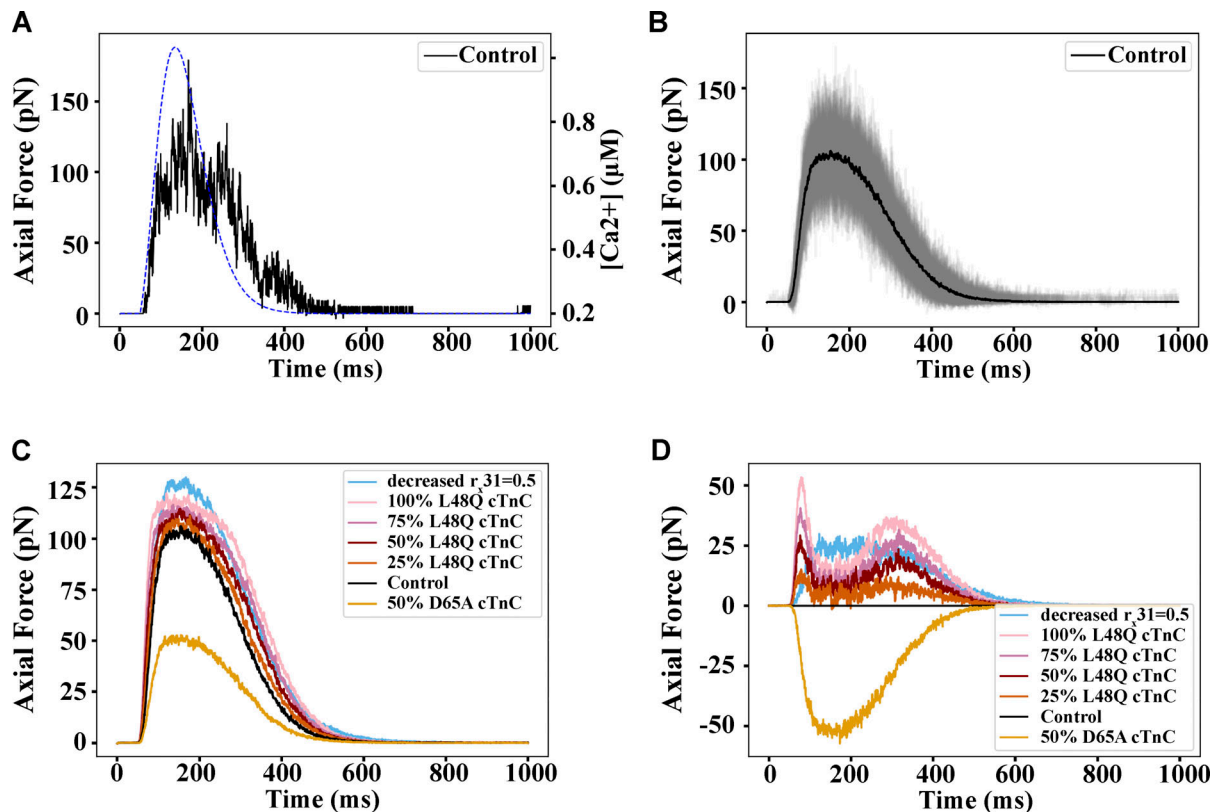 A
Control
Axial Force (pN)
150
100
50
0
0.8
0.6
0.4
0.2
[Ca2+] (μM)
0 200 400 600 800 1000
Time (ms)
B
Control
Axial Force (pN)
150
100
50
0
0 200 400 600 800 1000
Time (ms)
C
decreased r_x31=0.5
100% L48Q cTnC
75% L48Q cTnC
50% L48Q cTnC
25% L48Q cTnC
Control
50% D65A cTnC
Axial Force (pN)
125
100
75
50
25
0
0 200 400 600 800 1000
Time (ms)
D
Axial Force (pN)
50
25
0
-25
-50
decreased r_x31=0.5
100% L48Q cTnC
75% L48Q cTnC
50% L48Q cTnC
25% L48Q cTnC
Control
50% D65A cTnC
0 200 400 600 800 1000
Time (ms)